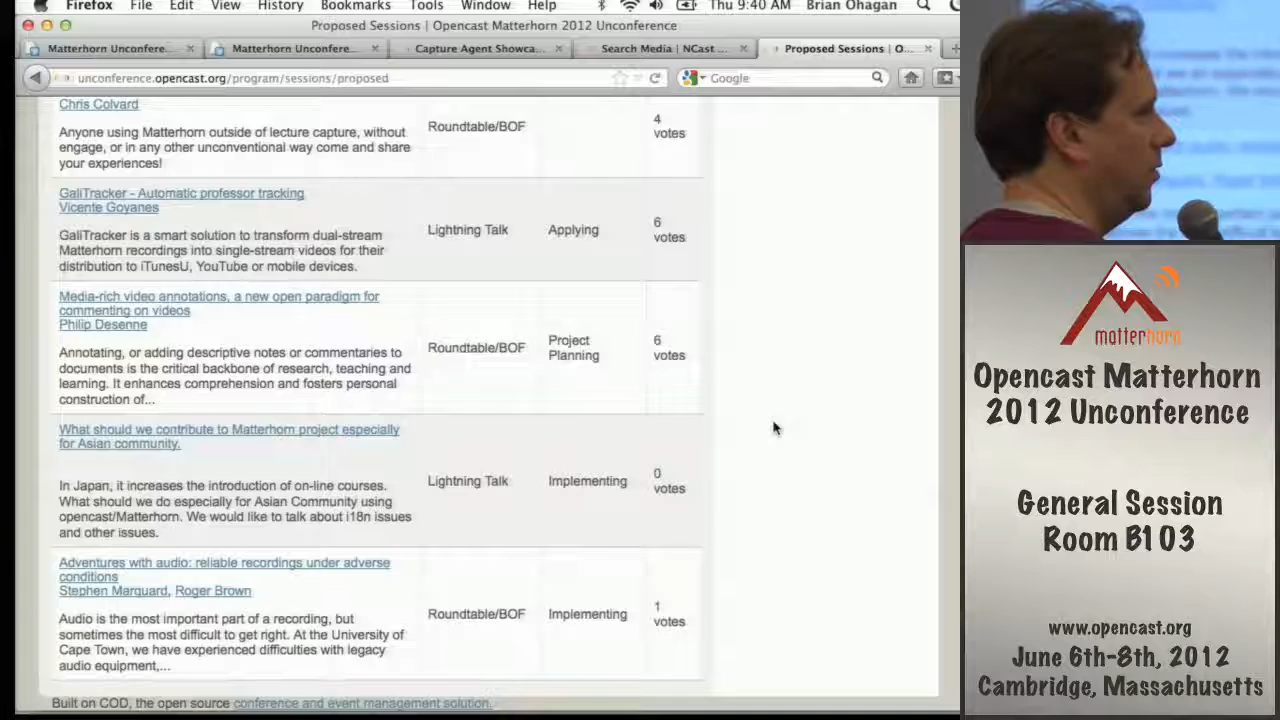 Firefox File Edit View History Bookmarks Tools Window Help Thu 9:40 AM Brian Ohagan
Proposed Sessions | Opencast Matterhorn 2012 Unconference
Matterhorn Unconfere... Matterhorn Unconfere... Capture Agent Showca... Search Media | NCast ... Proposed Sessions | O...
unconference.opencast.org/program/sessions/proposed Google
Chris Colvard
Anyone using Matterhorn outside of lecture capture, without
engage, or in any other unconventional way come and share
your experiences!
Roundtable/BOF
4
votes
GaliTracker - Automatic professor tracking
Vicente Goyanes
GaliTracker is a smart solution to transform dual-stream
Matterhorn recordings into single-stream videos for their
distribution to iTunesU, YouTube or mobile devices.
Lightning Talk
Applying
6
votes
Media-rich video annotations, a new open paradigm for
commenting on videos
Philip Desenne
Annotating, or adding descriptive notes or commentaries to
documents is the critical backbone of research, teaching and
learning. It enhances comprehension and fosters personal
construction of...
Roundtable/BOF
Project
Planning
6
votes
What should we contribute to Matterhorn project especially
for Asian community.
In Japan, it increases the introduction of on-line courses.
What should we do especially for Asian Community using
opencast/Matterhorn. We would like to talk about i18n issues
and other issues.
Lightning Talk
Implementing
0
votes
Adventures with audio: reliable recordings under adverse
conditions
Stephen Marquard, Roger Brown
Audio is the most important part of a recording, but
sometimes the most difficult to get right. At the University of
Cape Town, we have experienced difficulties with legacy
audio equipment,...
Roundtable/BOF
Implementing
1
votes
Built on COD, the open source conference and event management solution.
matterhorn
Opencast Matterhorn
2012 Unconference
General Session
Room B103
www.opencast.org
June 6th-8th, 2012
Cambridge, Massachusetts